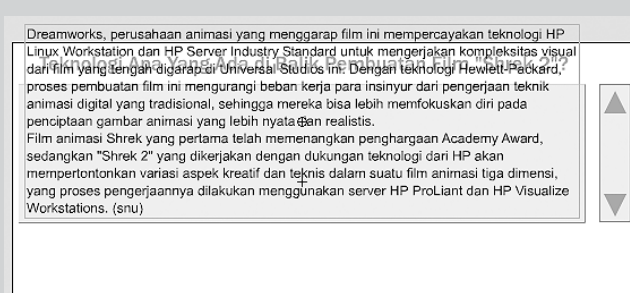 Teknologi Apa Yang Ada di Balik Pembuatan Film "Shrek 2"?
Dreamworks, perusahaan animasi yang menggarap film ini mempercayakan teknologi HP
Linux Workstation dan HP Server Industry Standard untuk mengerjakan kompleksitas visual
dari film yang tengah digarap di Universal Studios ini. Dengan teknologi Hewlett-Packard,
proses pembuatan film ini mengurangi beban kerja para insinyur dari pengerjaan teknik
animasi digital yang tradisional, sehingga mereka bisa lebih memfokuskan diri pada
penciptaan gambar animasi yang lebih nyata dan realistis.
Film animasi Shrek yang pertama telah memenangkan penghargaan Academy Award,
sedangkan "Shrek 2" yang dikerjakan dengan dukungan teknologi dari HP akan
mempertontonkan variasi aspek kreatif dan teknis dalam suatu film animasi tiga dimensi,
yang proses pengerjaannya dilakukan menggunakan server HP ProLiant dan HP Visualize
Workstations. (snu)